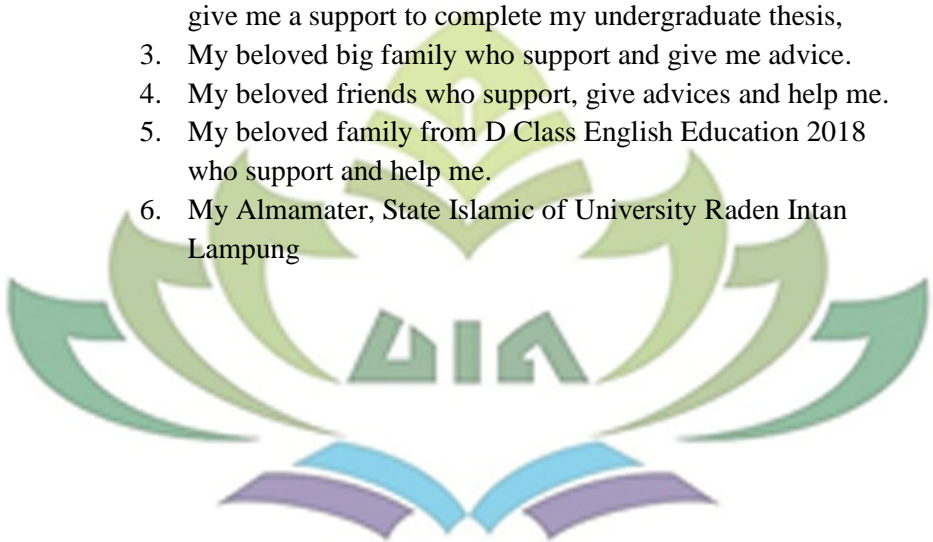 give me a support to complete my undergraduate thesis,
3. My beloved big family who support and give me advice.
4. My beloved friends who support, give advices and help me.
5. My beloved family from D Class English Education 2018
who support and help me.
6. My Almamater, State Islamic of University Raden Intan
Lampung
UIN